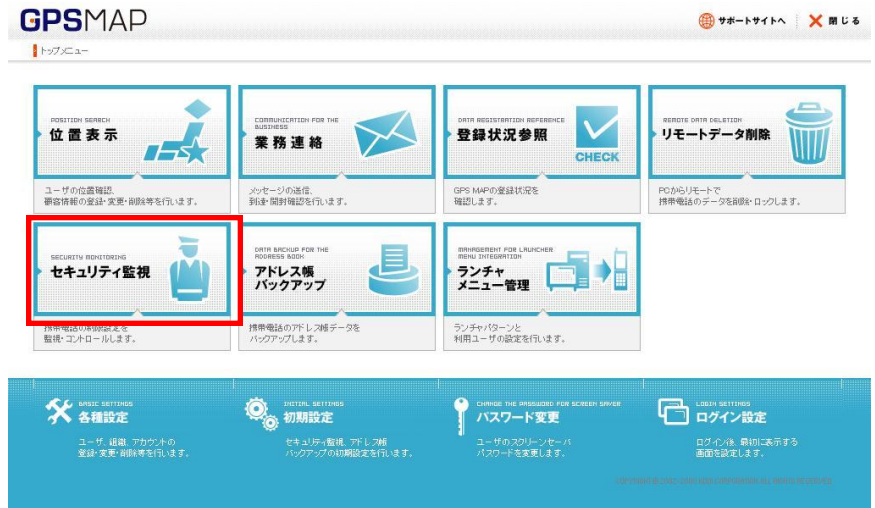 GPSMAP
サポートサイトへ
閉じる
トップメニュー
POSITION SEARCH
位置表示
ユーザの位置確認、
顧客情報の登録・変更・削除等を行います。
COMMUNICATION FOR THE
BUSINESS
業務連絡
メッセージの送信、
到達・開封確認を行います。
DATA REGISTRATION REFERENCE
登録状況参照
CHECK
GPS MAPの登録状況を
確認します。
REMOTE DATA DELETION
リモートデータ削除
PCからリモートで
携帯電話のデータを削除・ロックします。
SECURITY MONITORING
セキュリティ監視
携帯電話の制限設定を
監視・コントロールします。
DATA BACKUP FOR THE
ADDRESS BOOK
アドレス帳
バックアップ
携帯電話のアドレス帳データを
バックアップします。
MANAGEMENT FOR LAUNCHER
MENU INTEGRATION
ランチャ
メニュー管理
ランチャパターンと
利用ユーザの設定を行います。
BASIC SETTINGS
各種設定
ユーザ、組織、アカウントの
登録・変更・削除等を行います。
INITIAL SETTINGS
初期設定
セキュリティ監視、アドレス帳
バックアップの初期設定を行います。
CHANGE THE PASSWORD FOR SCREEN SAVER
パスワード変更
ユーザのスクリーンセーバ
パスワードを変更します。
LOGIN SETTINGS
ログイン設定
ログイン後、最初に表示する
画面を設定します。